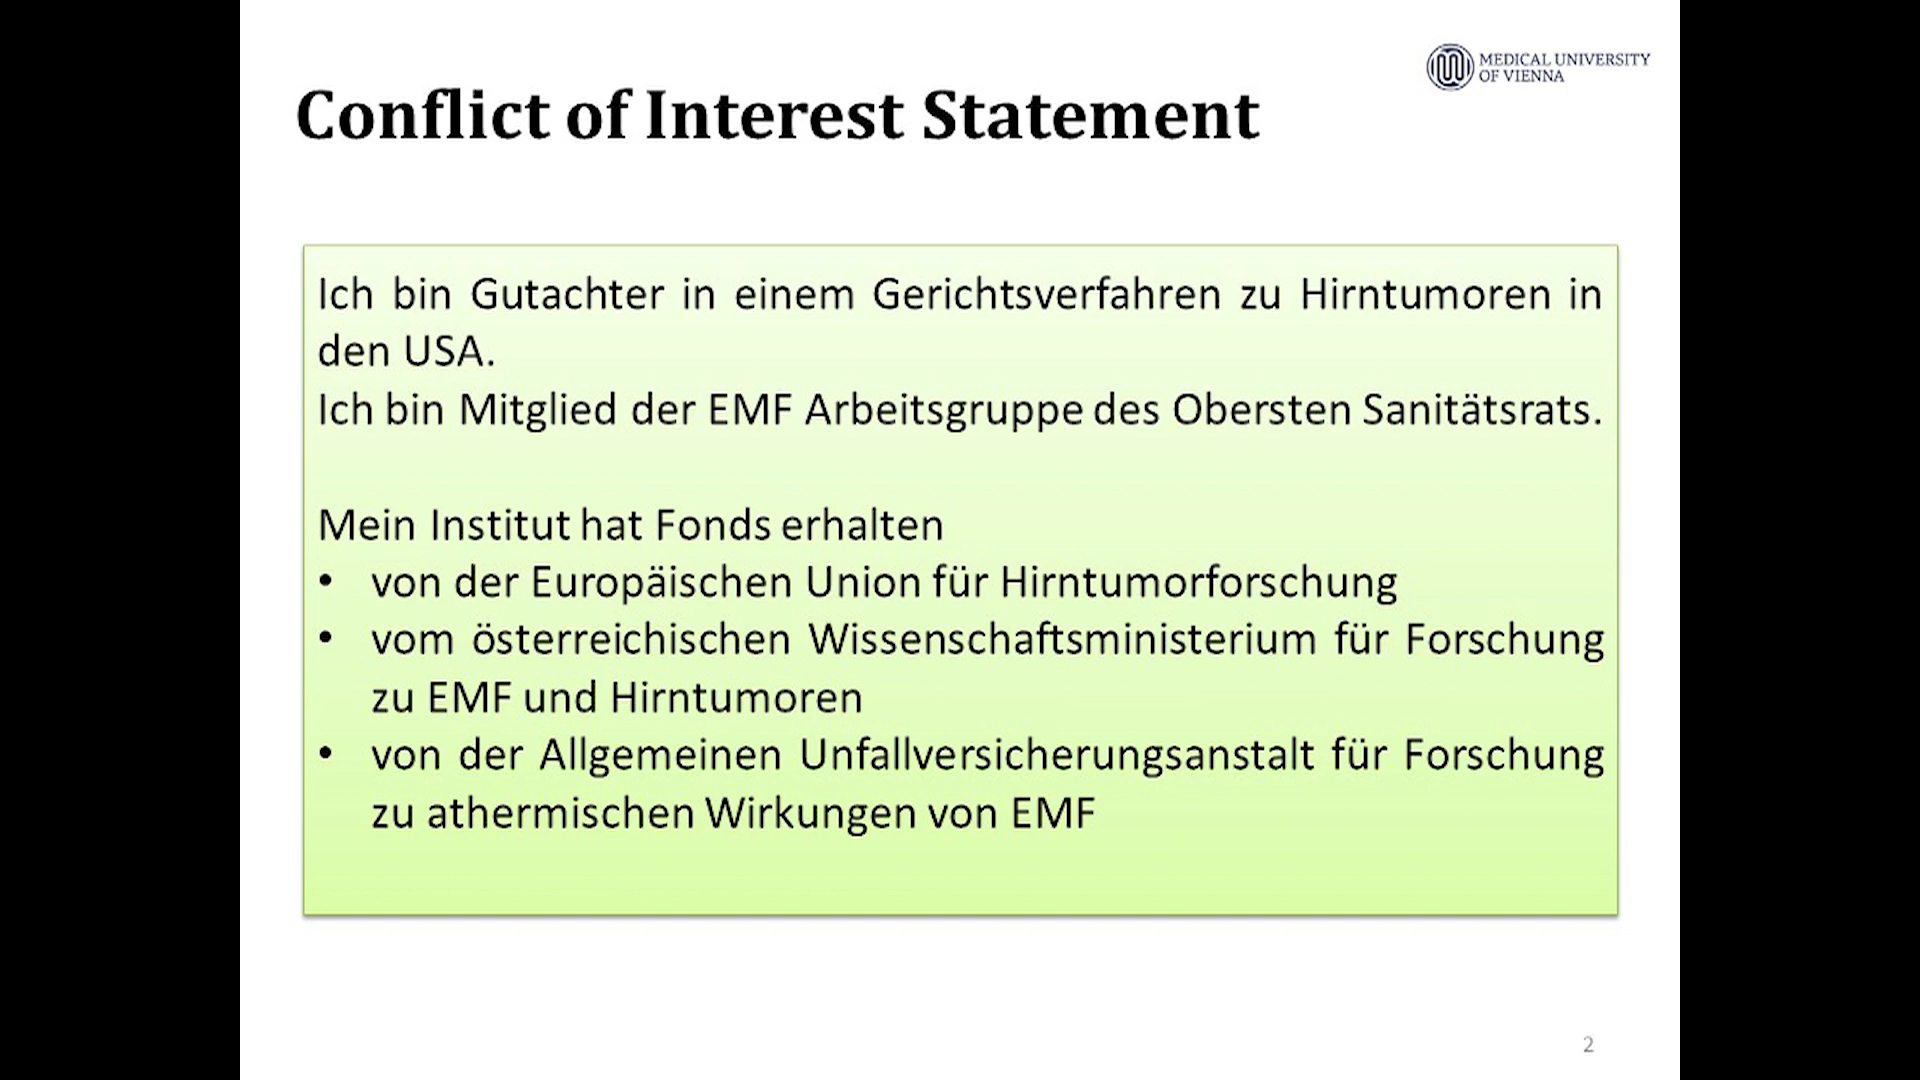 MEDICAL UNIVERSITY
OF VIENNA
Conflict of Interest Statement
Ich bin Gutachter in einem Gerichtsverfahren zu Hirntumoren in
den USA.
Ich bin Mitglied der EMF Arbeitsgruppe des Obersten Sanitätsrats.
Mein Institut hat Fonds erhalten
• von der Europäischen Union für Hirntumorforschung
• vom österreichischen Wissenschaftsministerium für Forschung
zu EMF und Hirntumoren
• von der Allgemeinen Unfallversicherungsanstalt für Forschung
zu athermischen Wirkungen von EMF
2